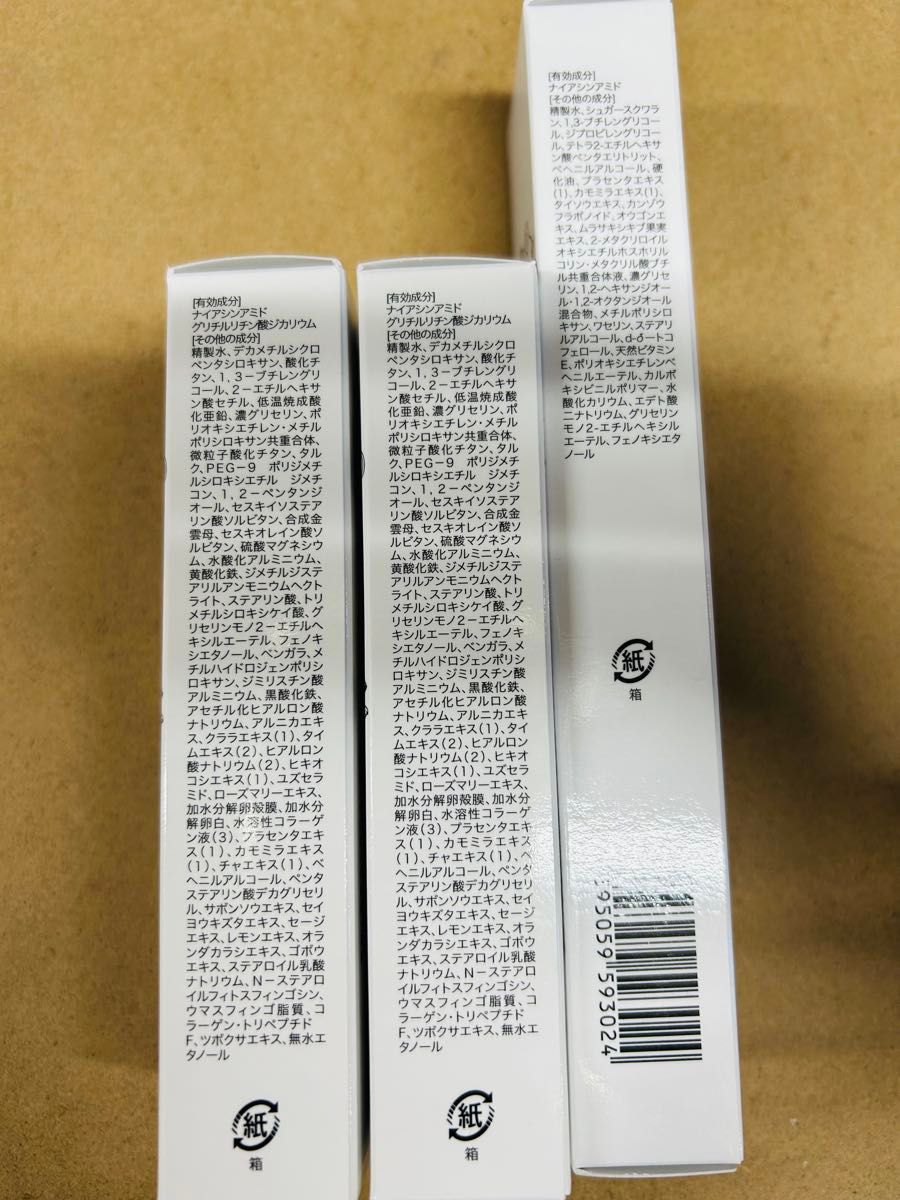 [有効成分]
ナイアシンアミド
グリチルリチン酸ジカリウム
[その他の成分]
精製水、デカメチルシクロ
ペンタシロキサン、酸化チ
タン、1,3-ブチレングリ
コール、2-エチルヘキサ
ン酸セチル、低温焼成酸
化亜鉛、濃グリセリン、ポ
リオキシエチレン・メチル
ポリシロキサン共重合体、
微粒子酸化チタン、タル
ク、PEG-9 ポリジメチ
ルシロキシエチル ジメチ
コン、1,2-ペンタンジ
オール、セスキイソステア
リン酸ソルビタン、合成金
雲母、セスキオレイン酸ソ
ルビタン、硫酸マグネシウ
ム、水酸化アルミニウム、
黄酸化鉄、ジメチルジステ
アリルアンモニウムヘクト
ライト、ステアリン酸、トリ
メチルシロキシケイ酸、グ
リセリンモノ2-エチルヘ
キシルエーテル、フェノキ
シエタノール、ベンガラ、メ
チルハイドロジェンポリシ
ロキサン、ジミリスチン酸
アルミニウム、黒酸化鉄、
アセチル化ヒアルロン酸
ナトリウム、アルニカエキ
ス、クララエキス(1)、タイ
ムエキス(2)、ヒアルロン
酸ナトリウム(2)、ヒキオ
コシエキス(1)、ユズセラ
ミド、ローズマリーエキス、
加水分解卵殻膜、加水分
解卵白、水溶性コラーゲ
ン液(3)、プラセンタエキ
ス(1)、カモミラエキス
(1)、チャエキス(1)、ベ
ヘニルアルコール、ペンタ
ステアリン酸デカグリセリ
ル、サボンソウエキス、セイ
ヨウキズタエキス、セージ
エキス、レモンエキス、オラ
ンダカラシエキス、ゴボウ
エキス、ステアロイル乳酸
ナトリウム、N-ステアロ
イルフィトスフィンゴシン、
ウマスフィンゴ脂質、コ
ラーゲン・トリペプチド
F、ツボクサエキス、無水エ
タノール
紙
箱
[有効成分]
ナイアシンアミド
グリチルリチン酸ジカリウム
[その他の成分]
精製水、デカメチルシクロ
ペンタシロキサン、酸化チ
タン、1,3-ブチレングリ
コール、2-エチルヘキサ
ン酸セチル、低温焼成酸
化亜鉛、濃グリセリン、ポ
リオキシエチレン・メチル
ポリシロキサン共重合体、
微粒子酸化チタン、タル
ク、PEG-9 ポリジメチ
ルシロキシエチル ジメチ
コン、1,2-ペンタンジ
オール、セスキイソステア
リン酸ソルビタン、合成金
雲母、セスキオレイン酸ソ
ルビタン、硫酸マグネシウ
ム、水酸化アルミニウム、
黄酸化鉄、ジメチルジステ
アリルアンモニウムヘクト
ライト、ステアリン酸、トリ
メチルシロキシケイ酸、グ
リセリンモノ2-エチルヘ
キシルエーテル、フェノキ
シエタノール、ベンガラ、メ
チルハイドロジェンポリシ
ロキサン、ジミリスチン酸
アルミニウム、黒酸化鉄、
アセチル化ヒアルロン酸
ナトリウム、アルニカエキ
ス、クララエキス(1)、タイ
ムエキス(2)、ヒアルロン
酸ナトリウム(2)、ヒキオ
コシエキス(1)、ユズセラ
ミド、ローズマリーエキス、
加水分解卵殻膜、加水分
解卵白、水溶性コラーゲ
ン液(3)、プラセンタエキ
ス(1)、カモミラエキス
(1)、チャエキス(1)、ベ
ヘニルアルコール、ペンタ
ステアリン酸デカグリセリ
ル、サボンソウエキス、セイ
ヨウキズタエキス、セージ
エキス、レモンエキス、オラ
ンダカラシエキス、ゴボウ
エキス、ステアロイル乳酸
ナトリウム、N-ステアロ
イルフィトスフィンゴシン、
ウマスフィンゴ脂質、コ
ラーゲン・トリペプチド
F、ツボクサエキス、無水エ
タノール
紙
箱
[有効成分]
ナイアシンアミド
[その他の成分]
精製水、シュガースクワラ
ン、1,3-ブチレングリコー
ル、ジプロピレングリコー
ル、テトラ2-エチルヘキサ
ン酸ペンタエリトリット、
ベヘニルアルコール、硬
化油、プラセンタエキス
(1)、カモミラエキス(1)、
タイソウエキス、カンゾウ
フラボノイド、オウゴンエ
キス、ムラサキシキブ果実
エキス、2-メタクリロイル
オキシエチルホスホリル
コリン・メタクリル酸ブチ
ル共重合体液、濃グリセ
リン、1,2-ヘキサンジオー
ル・1,2-オクタンジオール
混合物、メチルポリシロ
キサン、ワセリン、ステアリ
ルアルコール、d-δ-トコ
フェロール、天然ビタミン
E、ポリオキシエチレンベ
ヘニルエーテル、カルボ
キシビニルポリマー、水
酸化カリウム、エデト酸
二ナトリウム、グリセリン
モノ2-エチルヘキシル
エーテル、フェノキシエタ
ノール
紙
箱
95059 593024